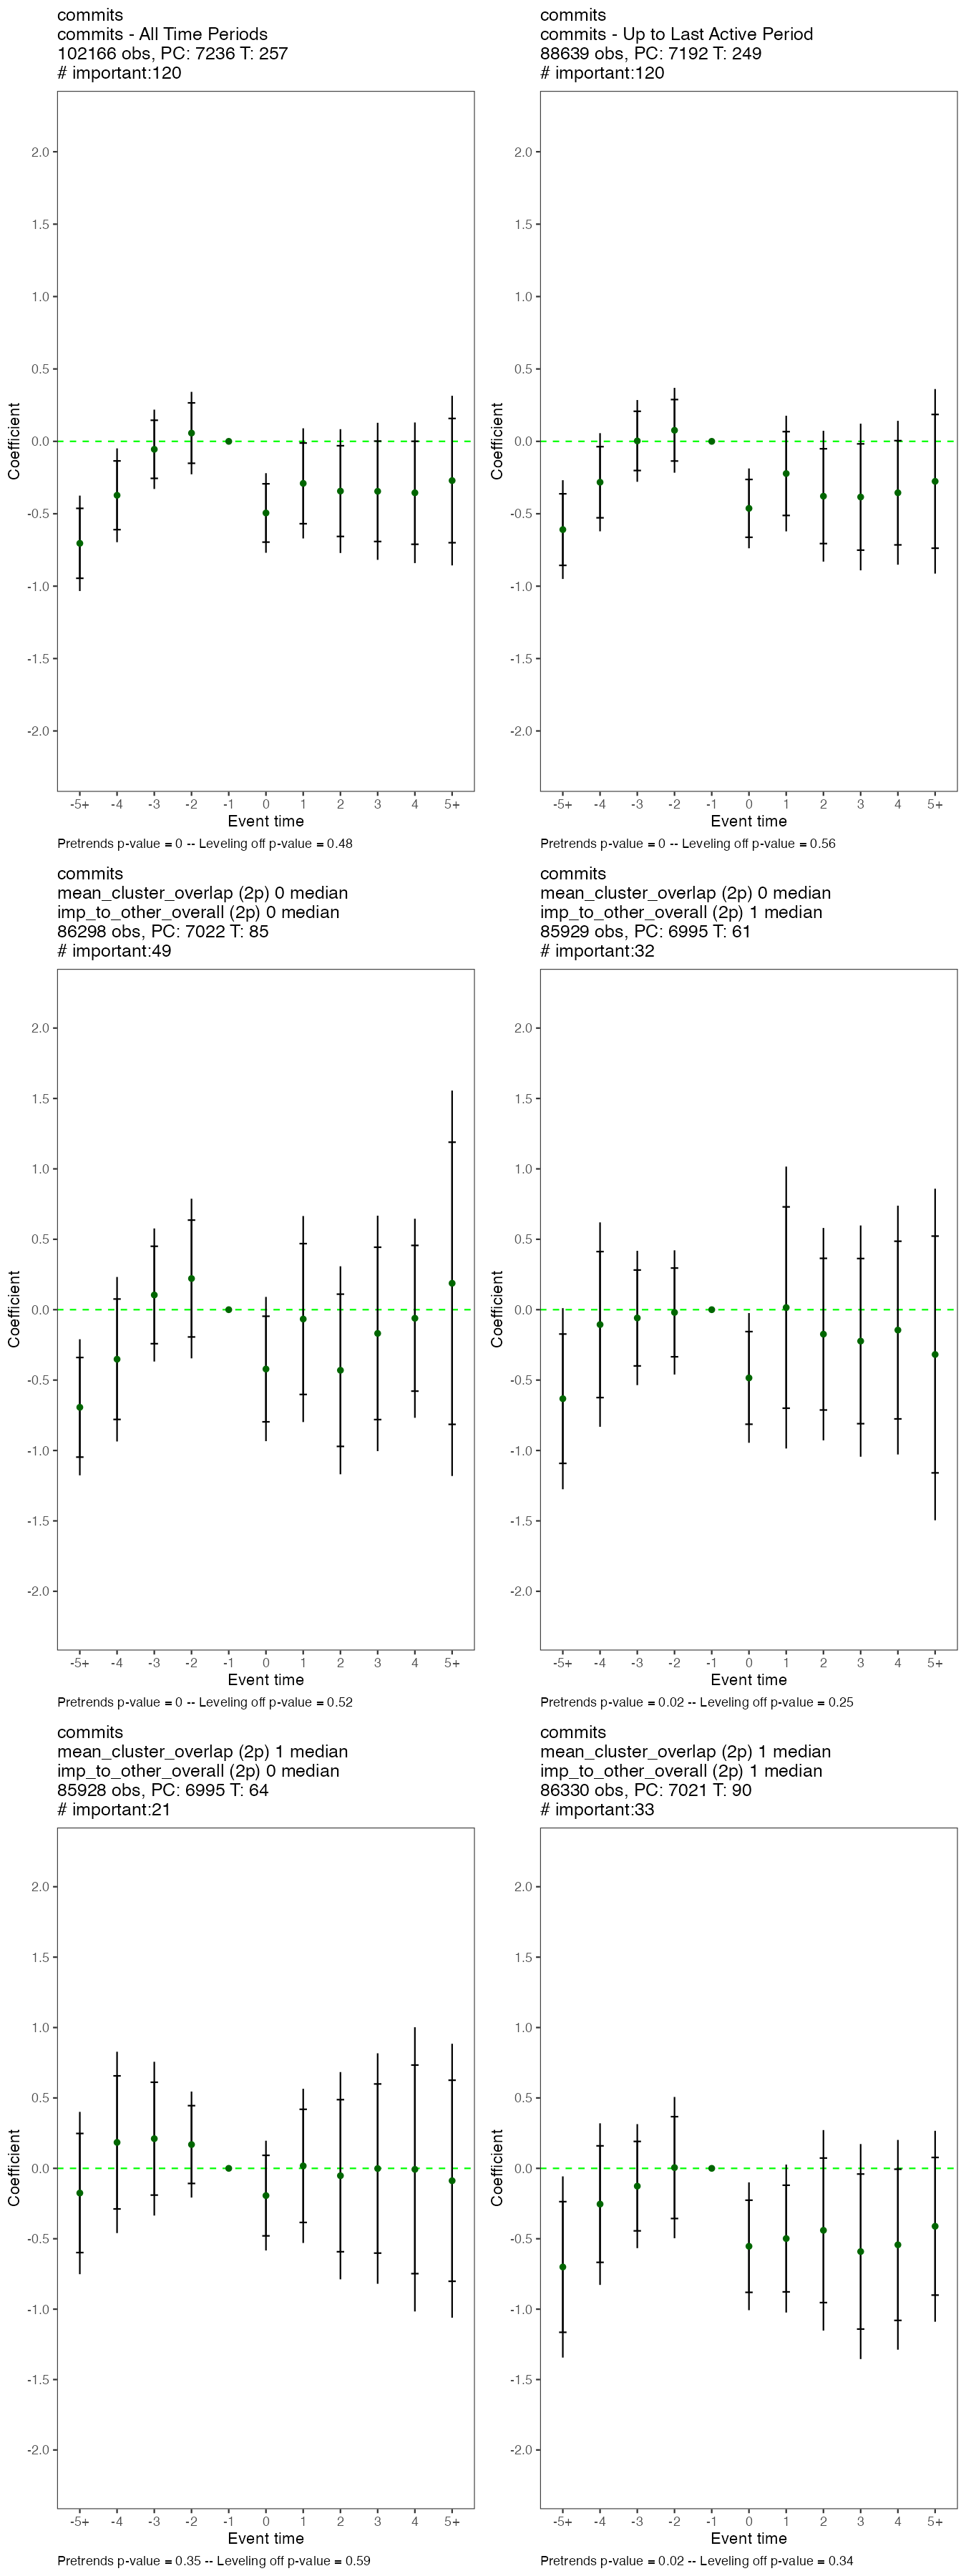 commits
commits - All Time Periods
102166 obs, PC: 7236 T: 257
# important:120
2.0
1.5
1.0
0.5
0.0
-0.5
-1.0
-1.5
-2.0
Coefficient
-5+ -4 -3 -2 -1 0 1 2 3 4 5+
Event time
Pretrends p-value = 0 -- Leveling off p-value = 0.48
commits
commits - Up to Last Active Period
88639 obs, PC: 7192 T: 249
# important:120
2.0
1.5
1.0
0.5
0.0
-0.5
-1.0
-1.5
-2.0
Coefficient
-5+ -4 -3 -2 -1 0 1 2 3 4 5+
Event time
Pretrends p-value = 0 -- Leveling off p-value = 0.56
commits
mean_cluster_overlap (2p) 0 median
imp_to_other_overall (2p) 0 median
86298 obs, PC: 7022 T: 85
# important:49
2.0
1.5
1.0
0.5
0.0
-0.5
-1.0
-1.5
-2.0
Coefficient
-5+ -4 -3 -2 -1 0 1 2 3 4 5+
Event time
Pretrends p-value = 0 -- Leveling off p-value = 0.52
commits
mean_cluster_overlap (2p) 0 median
imp_to_other_overall (2p) 1 median
85929 obs, PC: 6995 T: 61
# important:32
2.0
1.5
1.0
0.5
0.0
-0.5
-1.0
-1.5
-2.0
Coefficient
-5+ -4 -3 -2 -1 0 1 2 3 4 5+
Event time
Pretrends p-value = 0.02 -- Leveling off p-value = 0.25
commits
mean_cluster_overlap (2p) 1 median
imp_to_other_overall (2p) 0 median
85928 obs, PC: 6995 T: 64
# important:21
2.0
1.5
1.0
0.5
0.0
-0.5
-1.0
-1.5
-2.0
Coefficient
-5+ -4 -3 -2 -1 0 1 2 3 4 5+
Event time
Pretrends p-value = 0.35 -- Leveling off p-value = 0.59
commits
mean_cluster_overlap (2p) 1 median
imp_to_other_overall (2p) 1 median
86330 obs, PC: 7021 T: 90
# important:33
2.0
1.5
1.0
0.5
0.0
-0.5
-1.0
-1.5
-2.0
Coefficient
-5+ -4 -3 -2 -1 0 1 2 3 4 5+
Event time
Pretrends p-value = 0.02 -- Leveling off p-value = 0.34